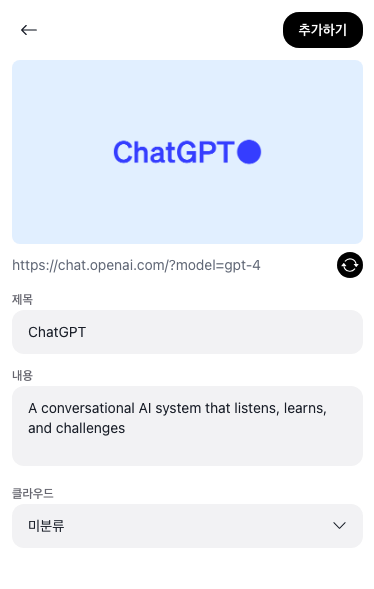 추가하기
ChatGPT
https://chat.openai.com/?model=gpt-4
제목
ChatGPT
내용
A conversational AI system that listens, learns,
and challenges
클라우드
미분류